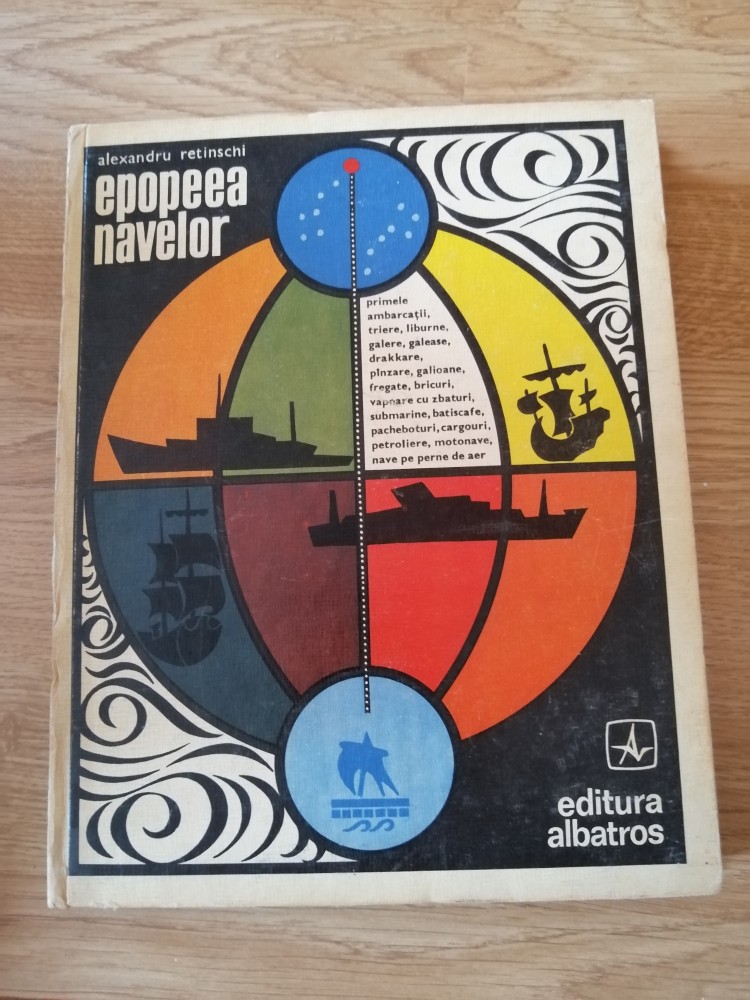 alexandru retinschi
epopeea
navelor
primele
ambarcații,
triere, liburne,
galere, galease,
drakkare,
pînzare, galioane,
fregate, bricuri,
vapoare cu zbaturi,
submarine, batiscafe,
pacheboturi, cargouri,
petroliere, motonave,
nave pe perne de aer
editura
albatros